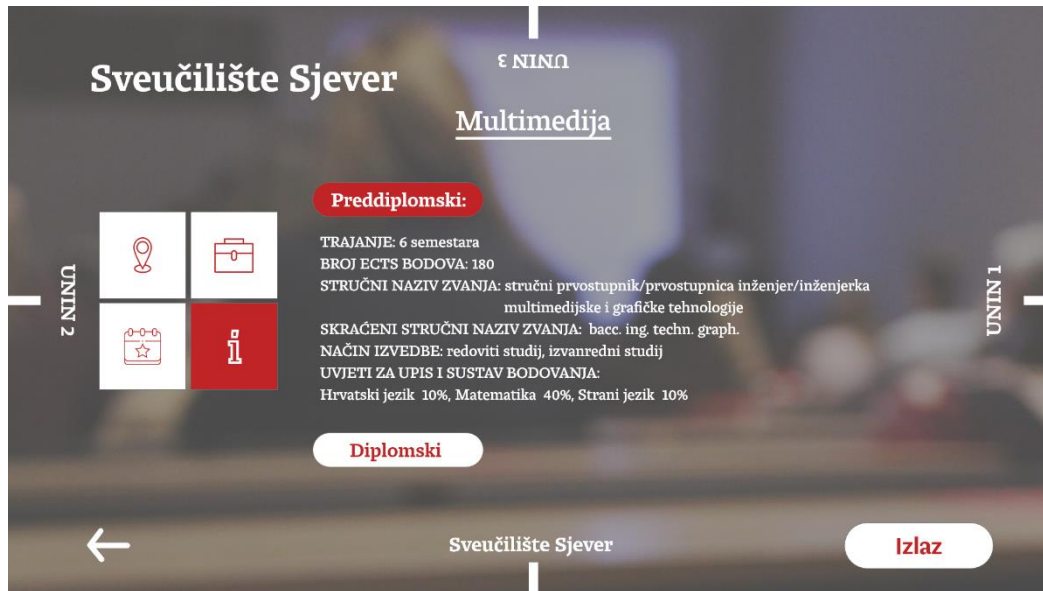 Sveučilište Sjever
UNIN 3
Multimedija
Preddiplomski:
TRAJANJE: 6 semestara
BROJ ECTS BODOVA: 180
STRUČNI NAZIV ZVANJA: stručni prvostupnik/prvostupnica inženjer/inženjerka
multimedijske i grafičke tehnologije
SKRAĆENI STRUČNI NAZIV ZVANJA: bacc. ing. techn. graph.
NAČIN IZVEDBE: redoviti studij, izvanredni studij
UVJETI ZA UPIS I SUSTAV BODOVANJA:
Hrvatski jezik 10%, Matematika 40%, Strani jezik 10%
UNIN 2
i
UNIN 1
Diplomski
Sveučilište Sjever
Izlaz